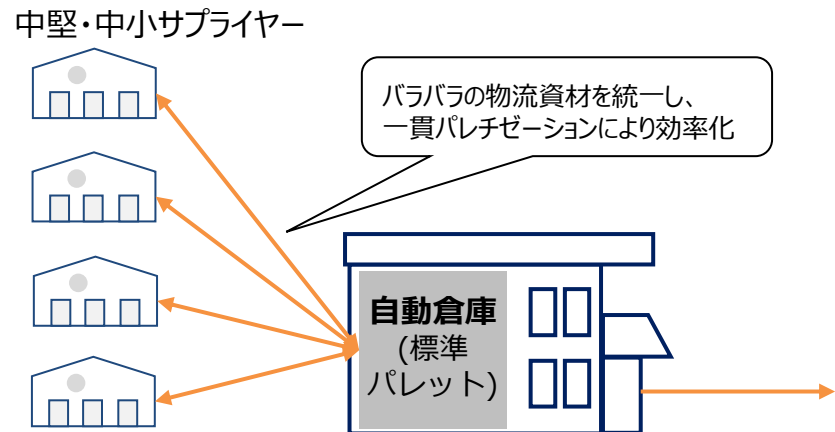 中堅・中小サプライヤー
バラバラの物流資材を統一し、
一貫パレチゼーションにより効率化
自動倉庫
(標準
パレット)